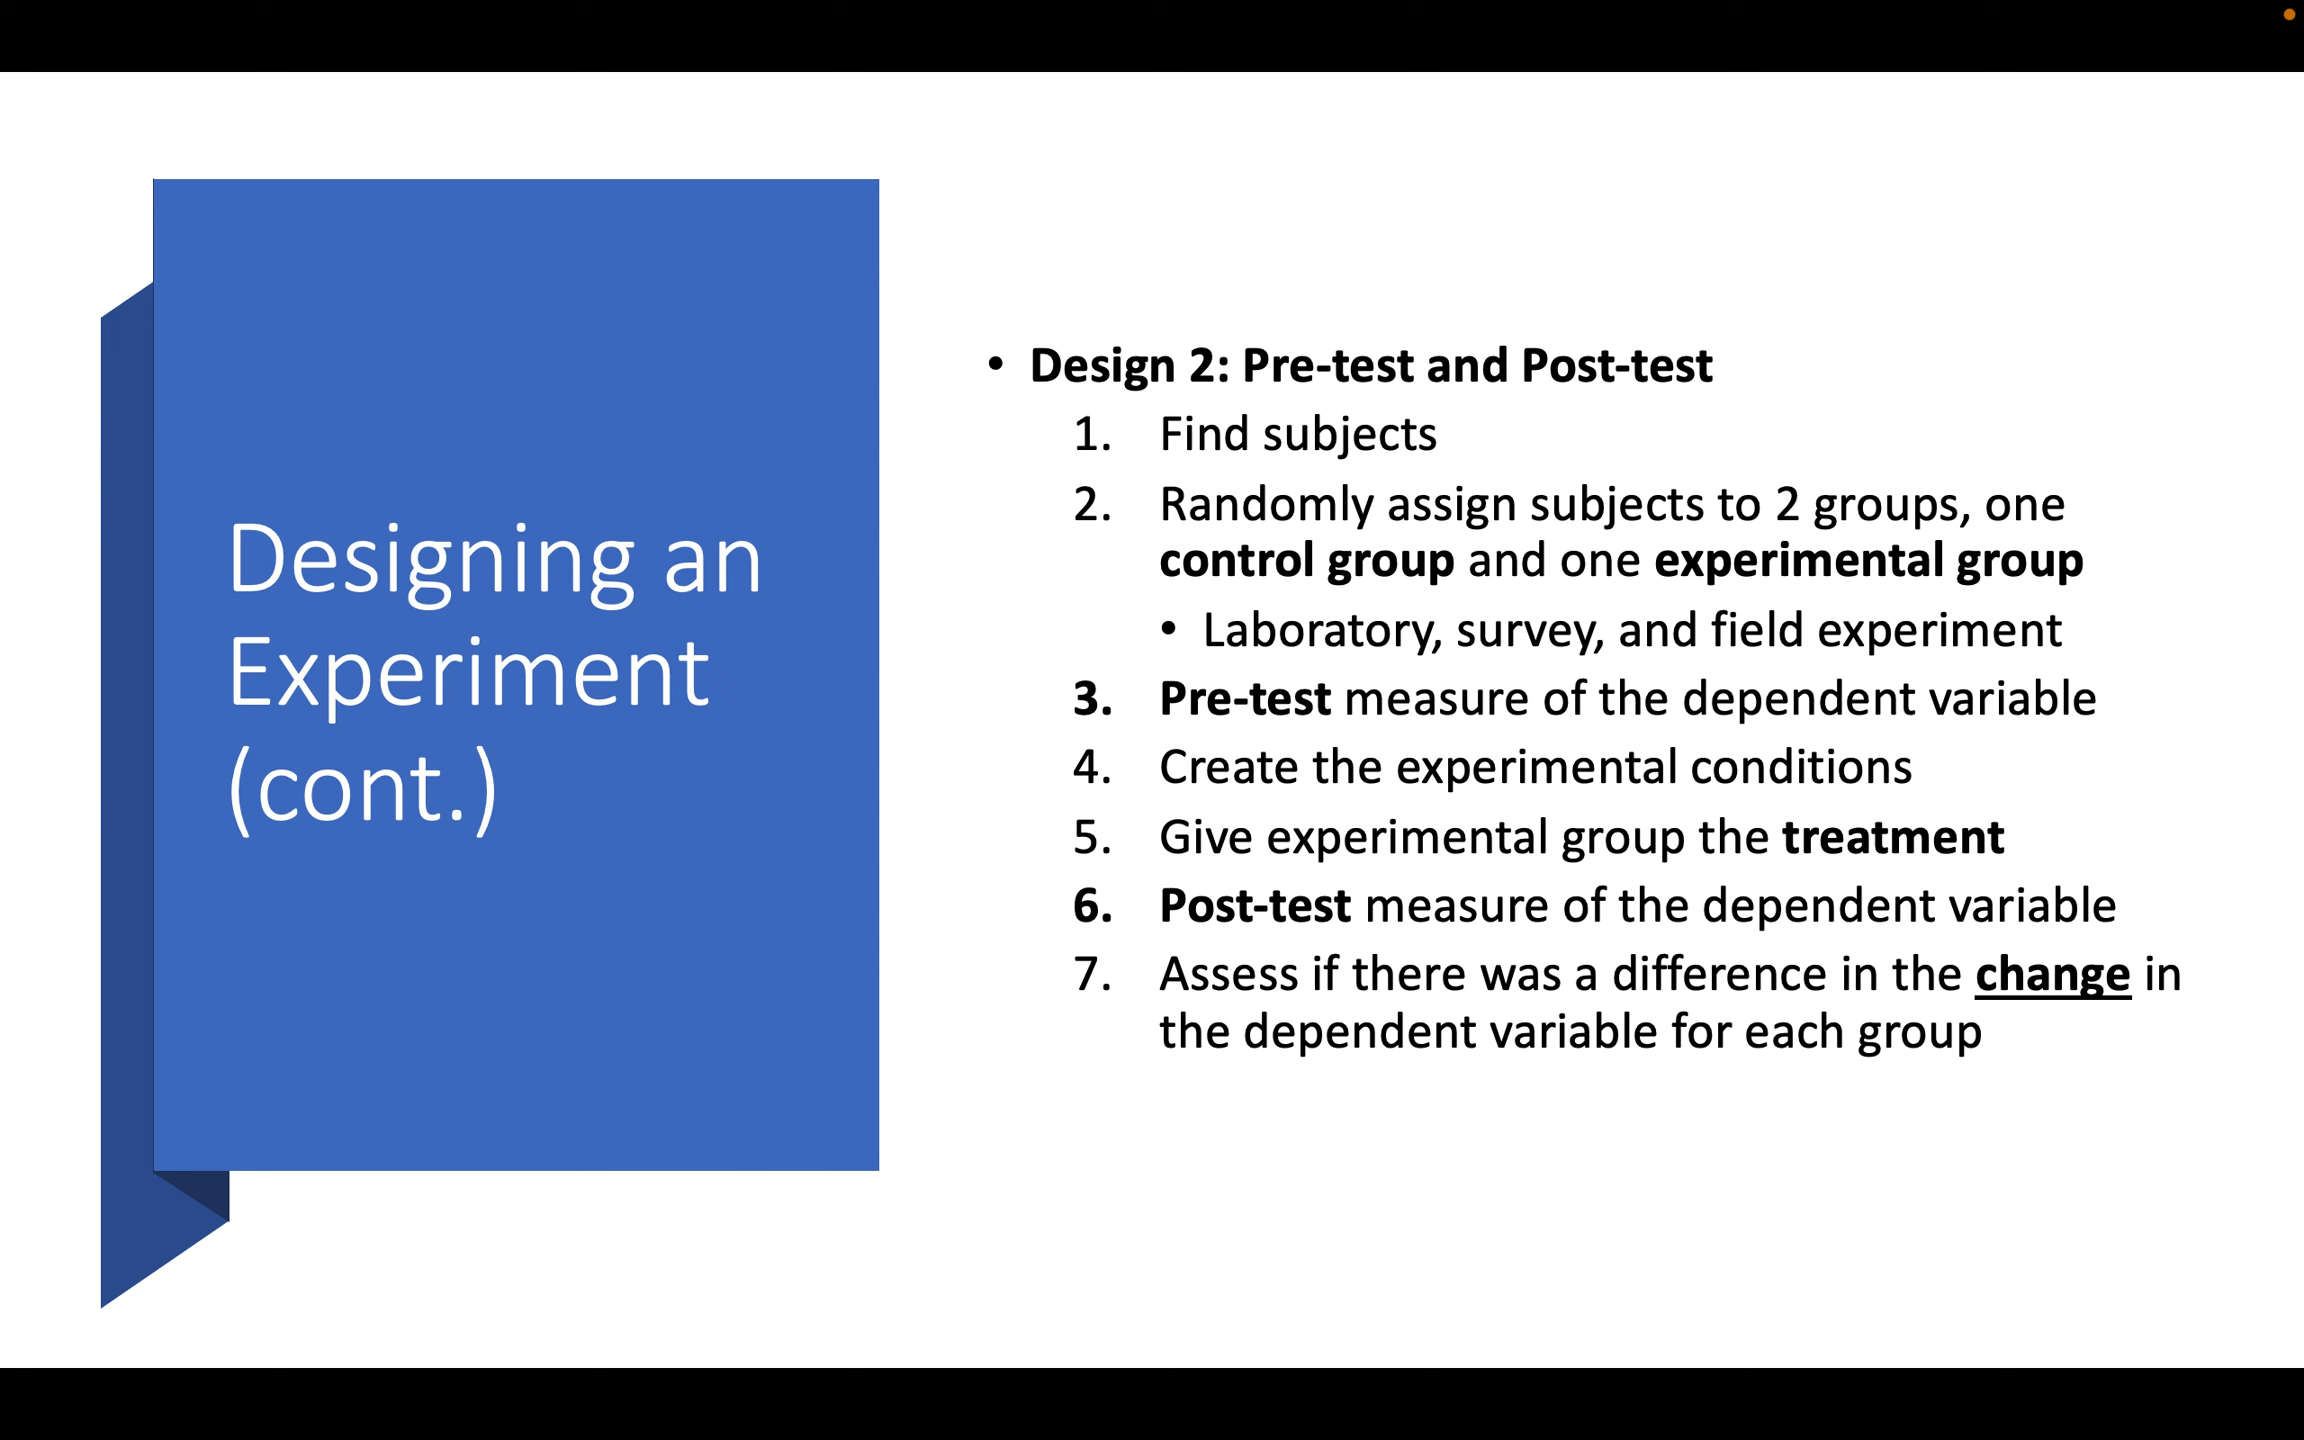 Designing an
Experiment
(cont.)
• Design 2: Pre-test and Post-test
1. Find subjects
2. Randomly assign subjects to 2 groups, one
control group and one experimental group
• Laboratory, survey, and field experiment
3. Pre-test measure of the dependent variable
4. Create the experimental conditions
5. Give experimental group the treatment
6. Post-test measure of the dependent variable
7. Assess if there was a difference in the change in
the dependent variable for each group